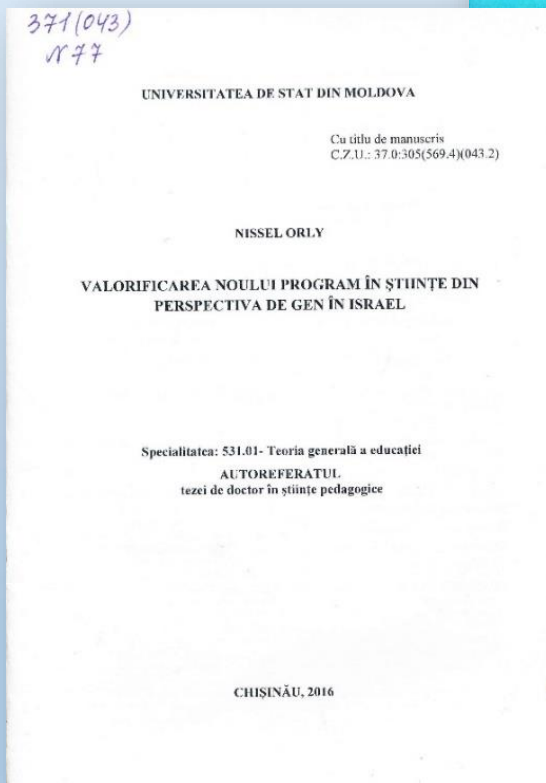 371(043)
N77
UNIVERSITATEA DE STAT DIN MOLDOVA
Cu titlu de manuscris
C.Z.U.: 37.0:305(569.4)(043.2)
NISSEL ORLY
VALORIFICAREA NOULUI PROGRAM ÎN ȘTIINȚE DIN
PERSPECTIVA DE GEN ÎN ISRAEL
Specialitatea: 531.01- Teoria generală a educației
AUTOREFERATUL
tezei de doctor în științe pedagogice
CHIȘINĂU, 2016